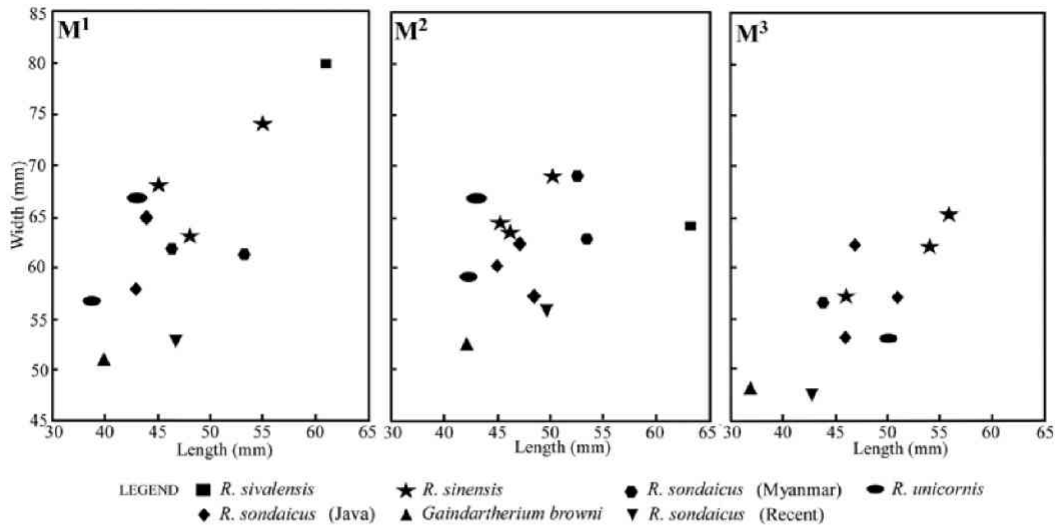 M¹ M² M³
85
80
75
70
65
60
55
50
45
Width (mm)
30 35 40 45 50 55 60 65 30 35 40 45 50 55 60 65 30 35 40 45 50 55 60 65
Length (mm) Length (mm) Length (mm)
LEGEND R. sivalensis R. sinensis R. sondaicus (Myanmar) R. unicornis
R. sondaicus (Java) Gaindartherium browni R. sondaicus (Recent)